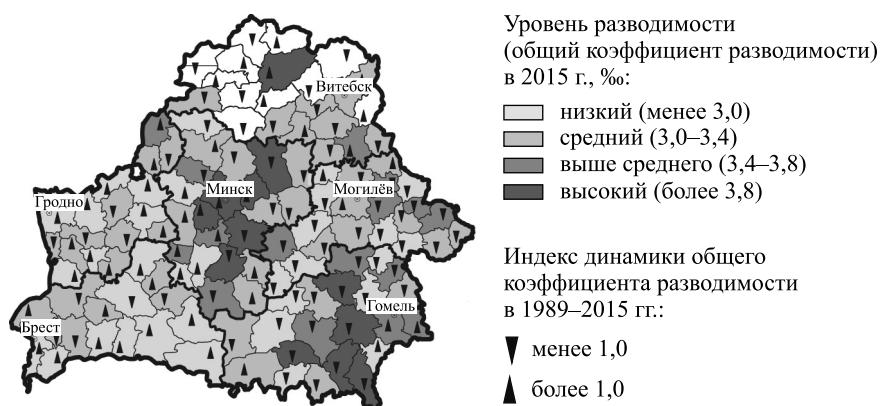 Уровень разводимости
(общий коэффициент разводимости)
в 2015 г., ‰:
низкий (менее 3,0)
средний (3,0–3,4)
выше среднего (3,4–3,8)
высокий (более 3,8)
Индекс динамики общего
коэффициента разводимости
в 1989–2015 гг.:
менее 1,0
более 1,0
Витебск
Минск
Могилёв
Гродно
Гомель
Брест